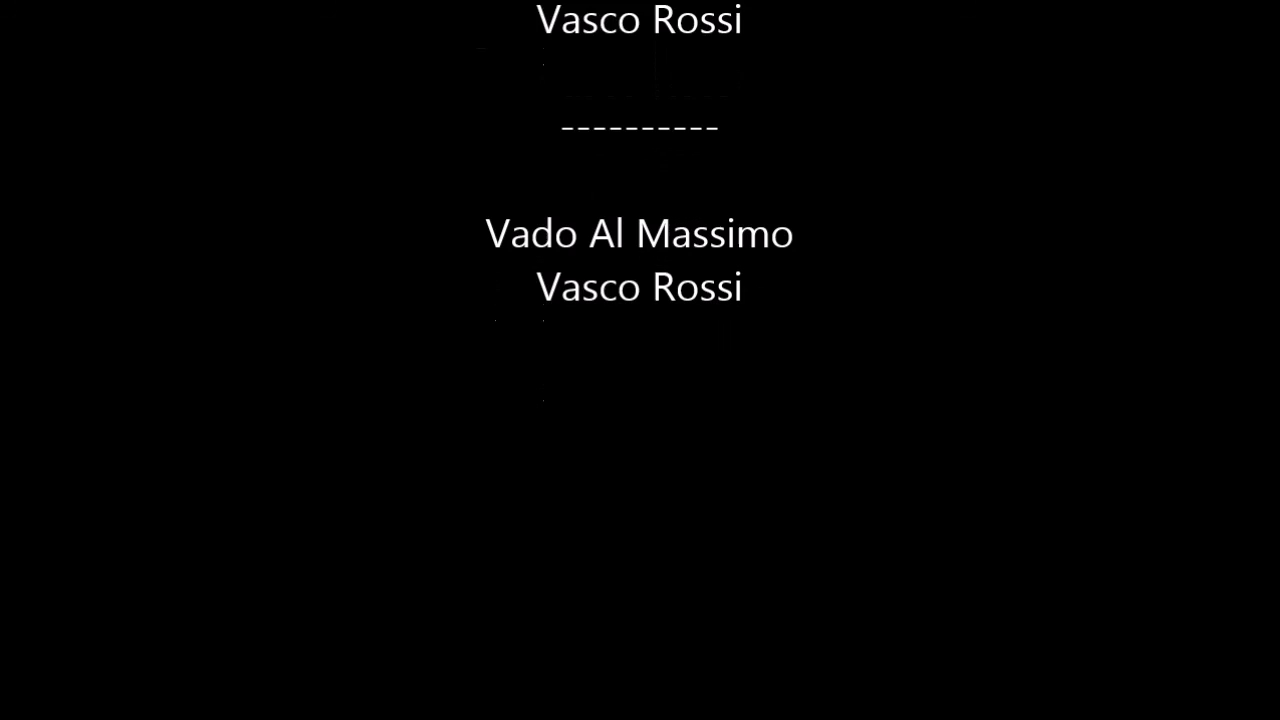 Vasco Rossi
----------
Vado Al Massimo
Vasco Rossi